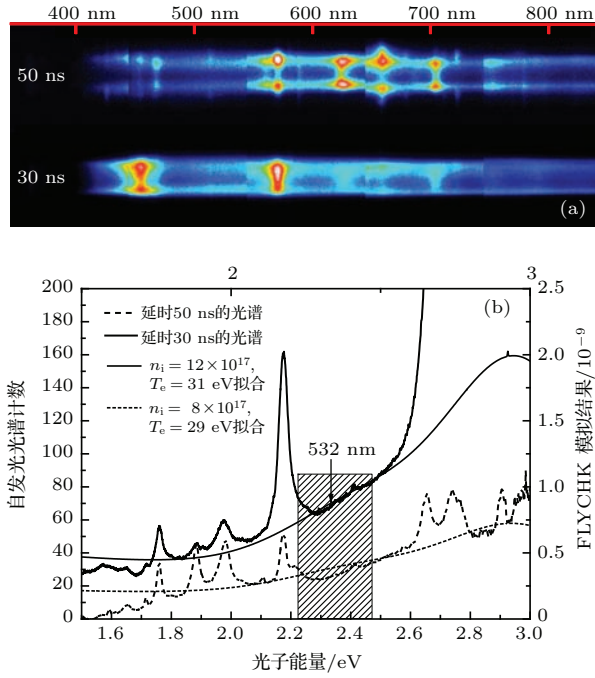 400 nm 500 nm 600 nm 700 nm 800 nm
50 ns
30 ns
(a)
2 3
200 2.5
(b)
延时50 ns的光谱
180
延时30 ns的光谱
160 2.0
n_i = 12×10^17,
T_e = 31 eV拟合
140
n_i = 8×10^17,
T_e = 29 eV拟合
120 1.5
532 nm
100
80 1.0
60
40 0.5
20
0 0
1.6 1.8 2.0 2.2 2.4 2.6 2.8 3.0
光子能量/eV
自发光光谱计数
FLYCHK 模拟结果/10^-9